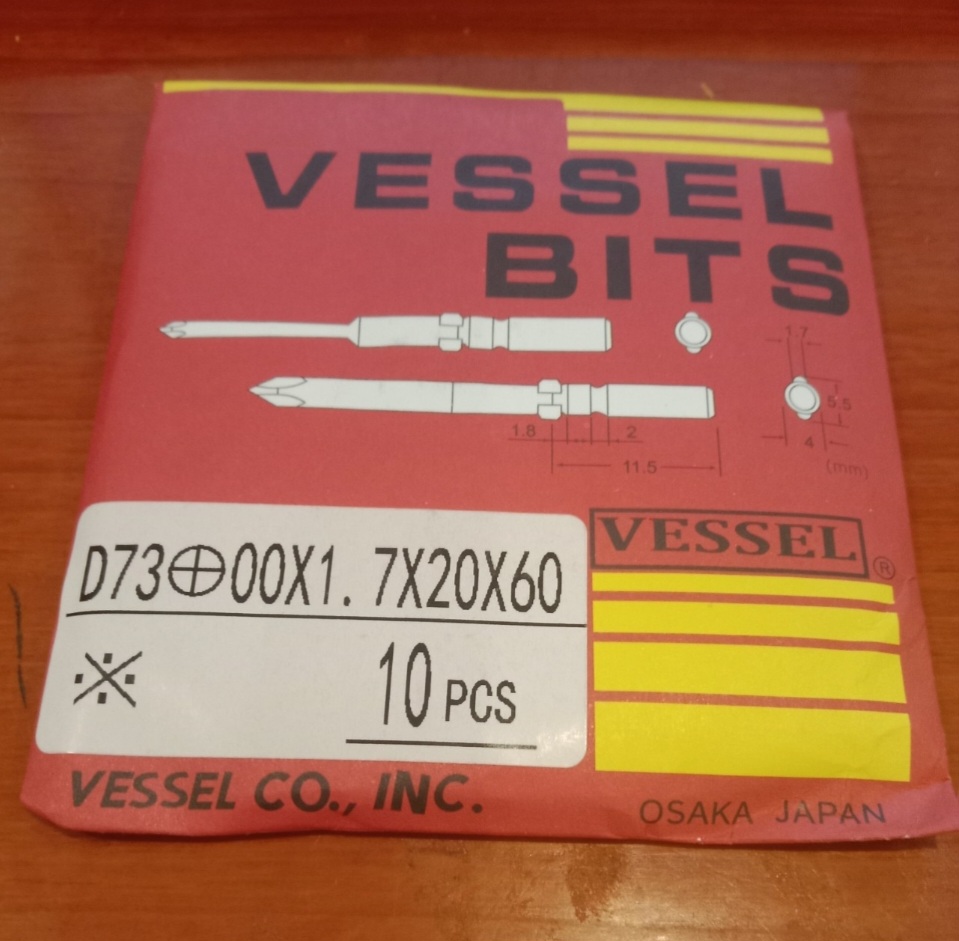 VESSEL
BITS
1.7
5.5
1.8
2
4
11.5
(mm)
VESSEL
®
D73⊕00X1. 7X20X60
※
10 PCS
VESSEL CO., INC.
OSAKA JAPAN